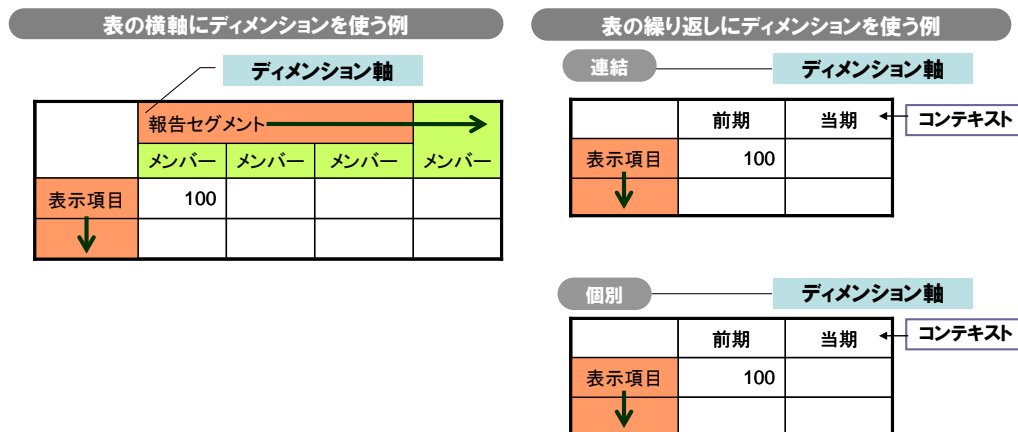 表の横軸にディメンションを使う例
ディメンション軸
報告セグメント
メンバー メンバー メンバー メンバー
表示項目 100
表の繰り返しにディメンションを使う例
連結 ディメンション軸
前期 当期 コンテキスト
表示項目 100
個別 ディメンション軸
前期 当期 コンテキスト
表示項目 100